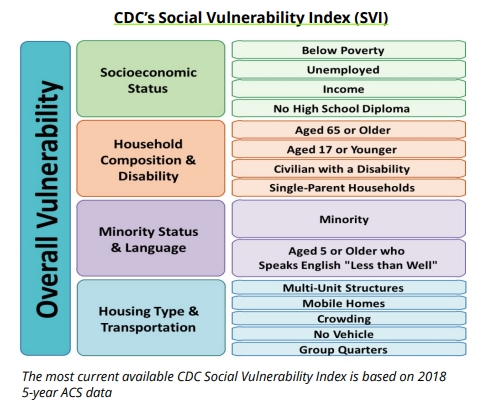 CDC's Social Vulnerability Index (SVI)
Overall Vulnerability
Socioeconomic
Status
Below Poverty
Unemployed
Income
No High School Diploma
Household
Composition &
Disability
Aged 65 or Older
Aged 17 or Younger
Civilian with a Disability
Single-Parent Households
Minority Status
& Language
Minority
Aged 5 or Older who
Speaks English "Less than Well"
Housing Type &
Transportation
Multi-Unit Structures
Mobile Homes
Crowding
No Vehicle
Group Quarters
The most current available CDC Social Vulnerability Index is based on 2018
5-year ACS data